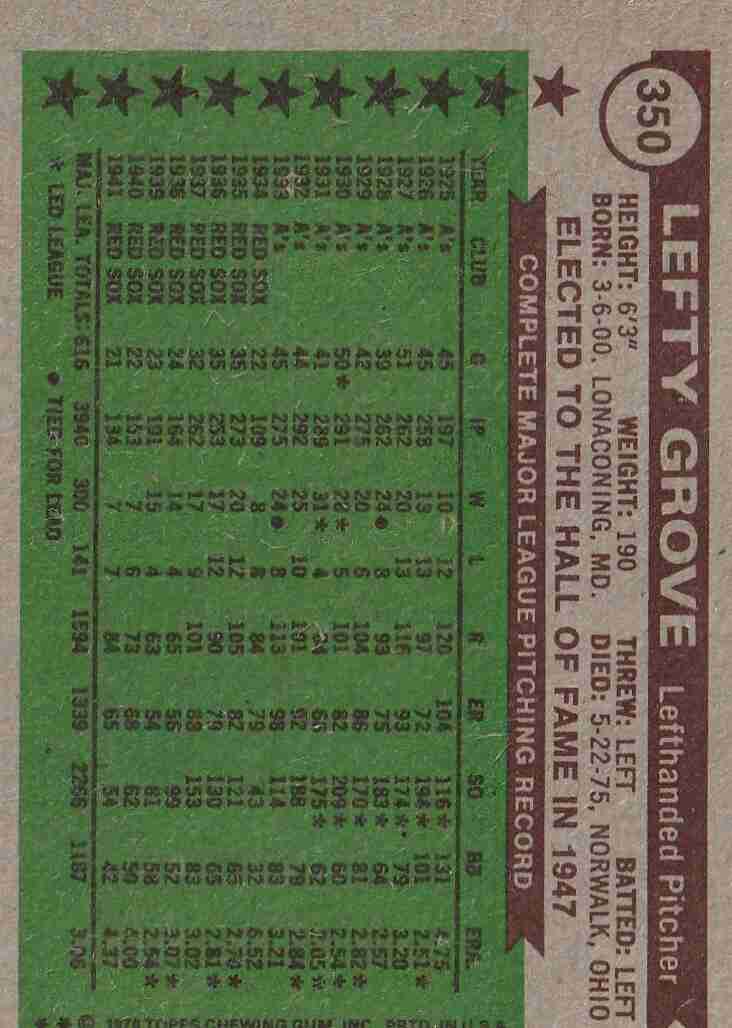 350
LEFTY GROVE Lefthanded Pitcher
HEIGHT: 6'3" WEIGHT: 190 THREW: LEFT BATTED: LEFT
BORN: 3-6-00, LONACONING, MD. DIED: 5-22-75, NORWALK, OHIO
ELECTED TO THE HALL OF FAME IN 1947
COMPLETE MAJOR LEAGUE PITCHING RECORD
YEAR CLUB G IP W L R ER SO BB ERA
1925 A's 45 197 10 12 120 104 116* 131 4.75
1926 A's 45 258 13 13 97 72 194* 101 2.51*
1927 A's 51 262 20 13 116 93 174* 79 3.20
1928 A's 39 262 24● 8 93 75 183* 64 2.57
1929 A's 42 275 20 6 104 86 170* 81 2.82*
1930 A's 50* 291 28* 5 101 82 209* 60 2.54*
1931 A's 41 289 31* 4 84 66 175* 62 2.05*
1932 A's 44 292 25 10 101 92 188 79 2.84*
1933 A's 45 275 24● 8 113 98 114 83 3.21
1934 RED SOX 22 109 8 8 84 79 43 32 6.52
1935 RED SOX 35 273 20 12 105 82 121 65 2.70*
1936 RED SOX 35 253 17 12 90 79 130 65 2.81*
1937 RED SOX 32 262 17 9 101 88 153 83 3.02
1938 RED SOX 24 164 14 4 65 56 99 52 3.07*
1939 RED SOX 23 191 15 4 63 54 81 58 2.54*
1940 RED SOX 22 153 7 6 73 68 62 50 4.00
1941 RED SOX 21 134 7 7 84 65 54 42 4.37
MAJ. LEA. TOTALS: 616 3940 300 141 1594 1339 2266 1187 3.06
* LED LEAGUE ● TIED FOR LEAD
© 1976 TOPPS CHEWING GUM, INC. PRTD. IN U.S.A.